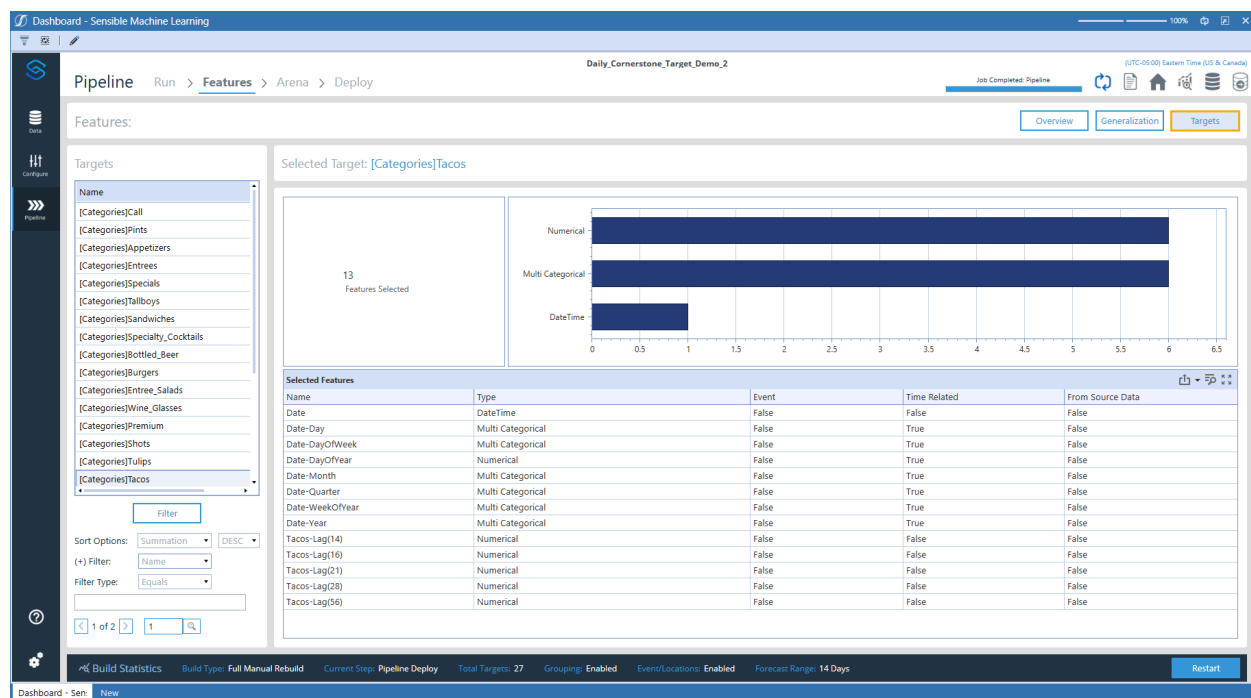 Dashboard - Sensible Machine Learning
100%
Daily_Cornerstone_Target_Demo_2
(UTC-05:00) Eastern Time (US & Canada)
Pipeline Run > Features > Arena > Deploy
Job Completed: Pipeline
Data
Configure
Pipeline
Features:
Overview
Generalization
Targets
Targets
Name
[Categories]Call
[Categories]Pints
[Categories]Appetizers
[Categories]Entrees
[Categories]Specials
[Categories]Tallboys
[Categories]Sandwiches
[Categories]Specialty_Cocktails
[Categories]Bottled_Beer
[Categories]Burgers
[Categories]Entree_Salads
[Categories]Wine_Glasses
[Categories]Premium
[Categories]Shots
[Categories]Tulips
[Categories]Tacos
Filter
Sort Options: Summation DESC
(+) Filter: Name
Filter Type: Equals
< 1 of 2 > 1
Selected Target: [Categories]Tacos
13
Features Selected
Numerical
Multi Categorical
DateTime
0 0.5 1 1.5 2 2.5 3 3.5 4 4.5 5 5.5 6 6.5
Selected Features
Name Type Event Time Related From Source Data
Date DateTime False False False
Date-Day Multi Categorical False True False
Date-DayOfWeek Multi Categorical False True False
Date-DayOfYear Numerical False True False
Date-Month Multi Categorical False True False
Date-Quarter Multi Categorical False True False
Date-WeekOfYear Multi Categorical False True False
Date-Year Multi Categorical False True False
Tacos-Lag(14) Numerical False False False
Tacos-Lag(16) Numerical False False False
Tacos-Lag(21) Numerical False False False
Tacos-Lag(28) Numerical False False False
Tacos-Lag(56) Numerical False False False
Build Statistics Build Type: Full Manual Rebuild Current Step: Pipeline Deploy Total Targets: 27 Grouping: Enabled Event/Locations: Enabled Forecast Range: 14 Days Restart
Dashboard - Sen: New